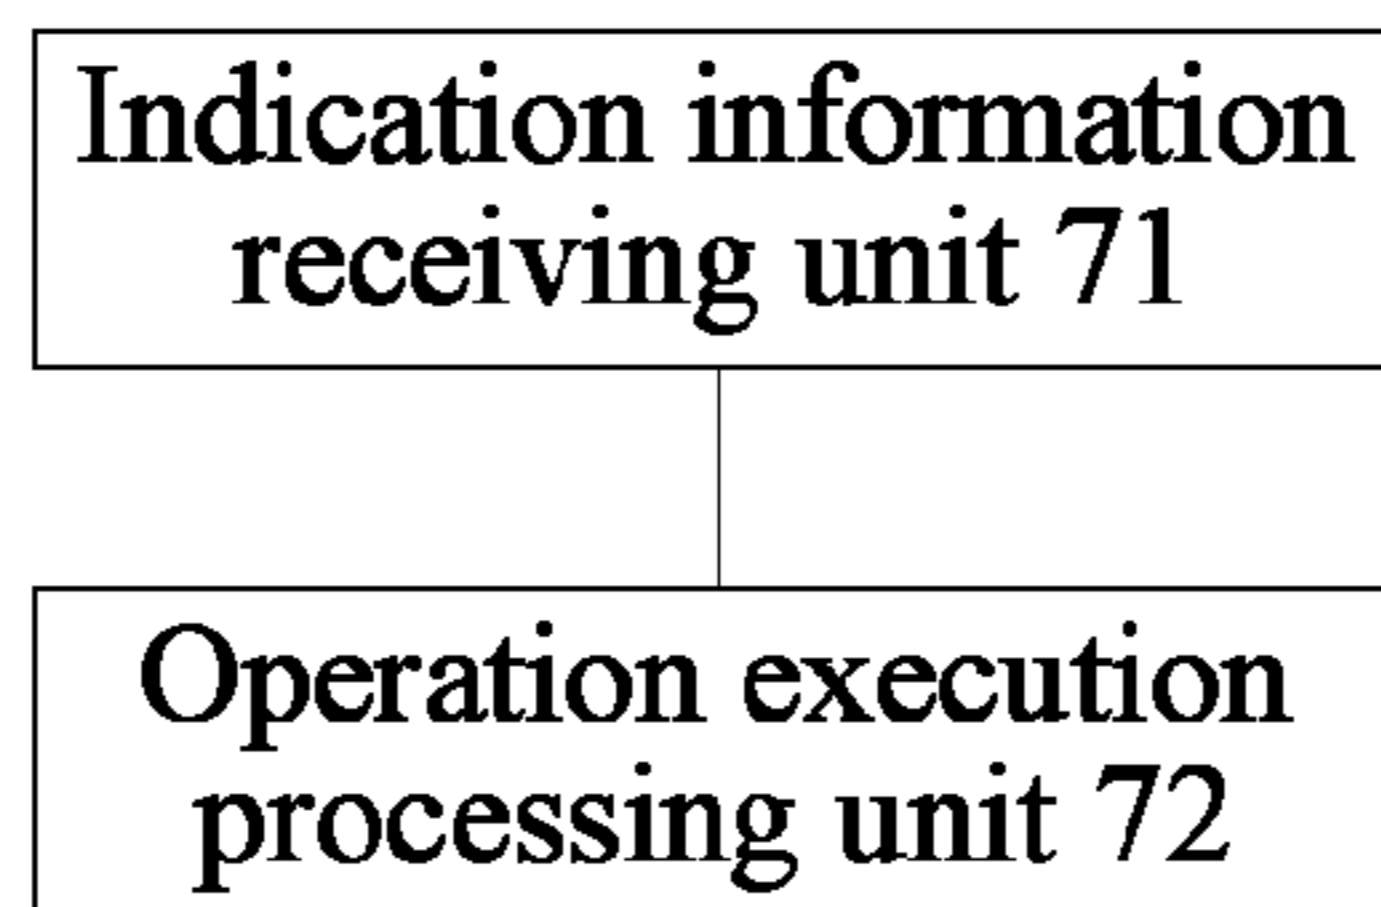 Indication information
receiving unit 71
Operation execution
processing unit 72